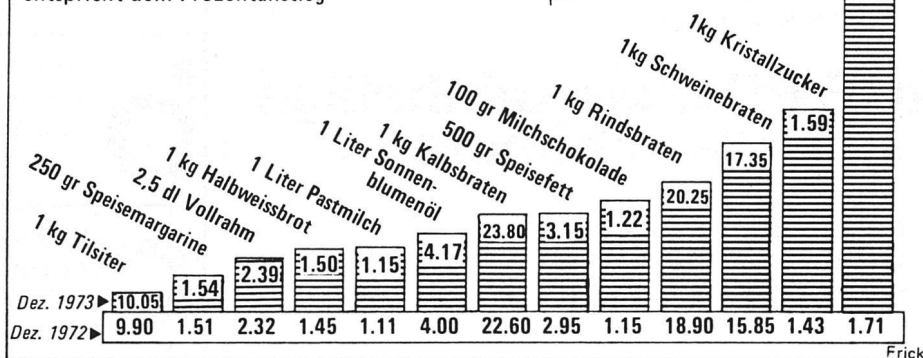 entspricht dem Prozentanstieg
1 kg Tilsiter
250 gr Speisemargarine
2,5 dl Vollrahm
1 kg Halbweissbrot
1 Liter Pastmilch
1 Liter Sonnen-
blumenöl
1 kg Kalbsbraten
500 gr Speisefett
100 gr Milchschokolade
1 kg Rindsbraten
1kg Schweinebraten
1kg Kristallzucker
Dez. 1973 ▶ 10.05 1.54 2.39 1.50 1.15 4.17 23.80 3.15 1.22 20.25 17.35 1.59
Dez. 1972 ▶ 9.90 1.51 2.32 1.45 1.11 4.00 22.60 2.95 1.15 18.90 15.85 1.43 1.71
Frick